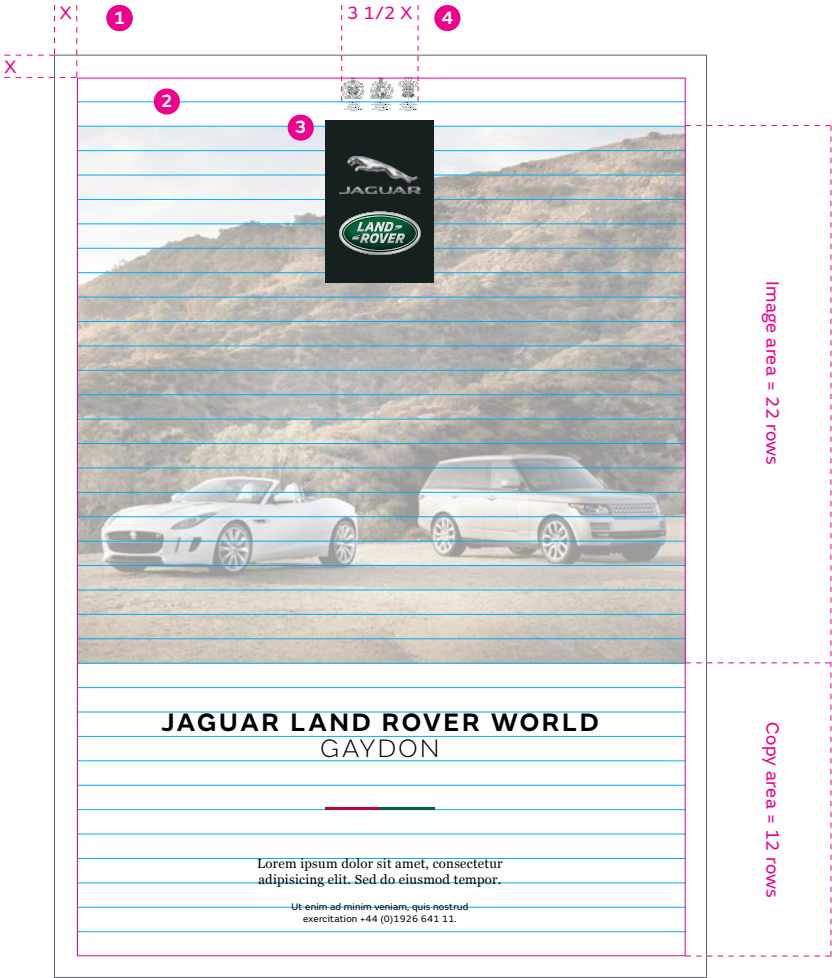 X
1
3 1/2 X
4
X
2
3
JAGUAR
LAND
ROVER
Image area = 22 rows
JAGUAR LAND ROVER WORLD
GAYDON
Copy area = 12 rows
Lorem ipsum dolor sit amet, consectetur
adipisicing elit. Sed do eiusmod tempor.
Ut enim ad minim veniam, quis nostrud
exercitation +44 (0)1926 641 11.